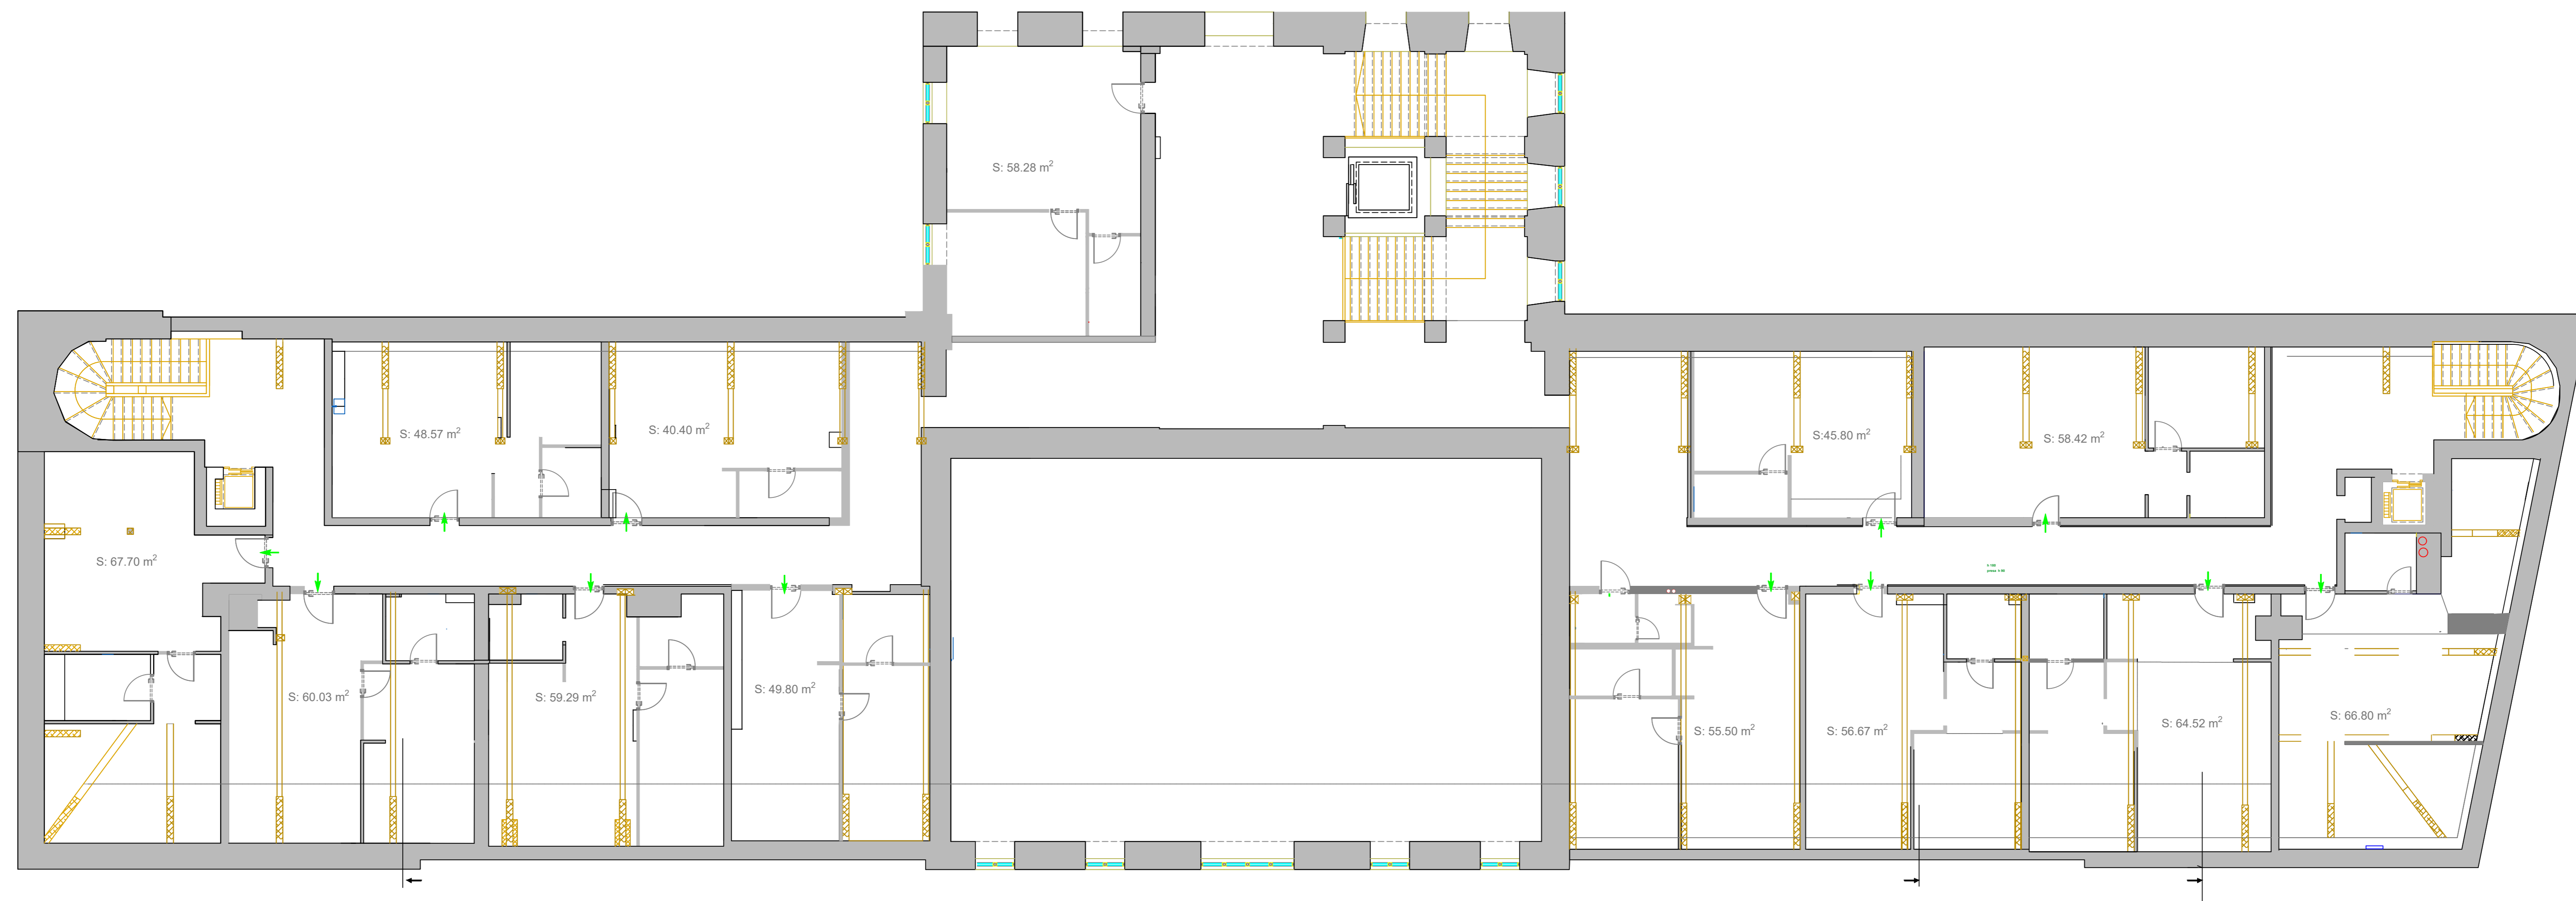 S: 58.28 m²
S: 48.57 m²
S: 40.40 m²
S:45.80 m²
S: 58.42 m²
S: 67.70 m²
S: 60.03 m²
S: 59.29 m²
S: 49.80 m²
S: 55.50 m²
S: 56.67 m²
S: 64.52 m²
S: 66.80 m²